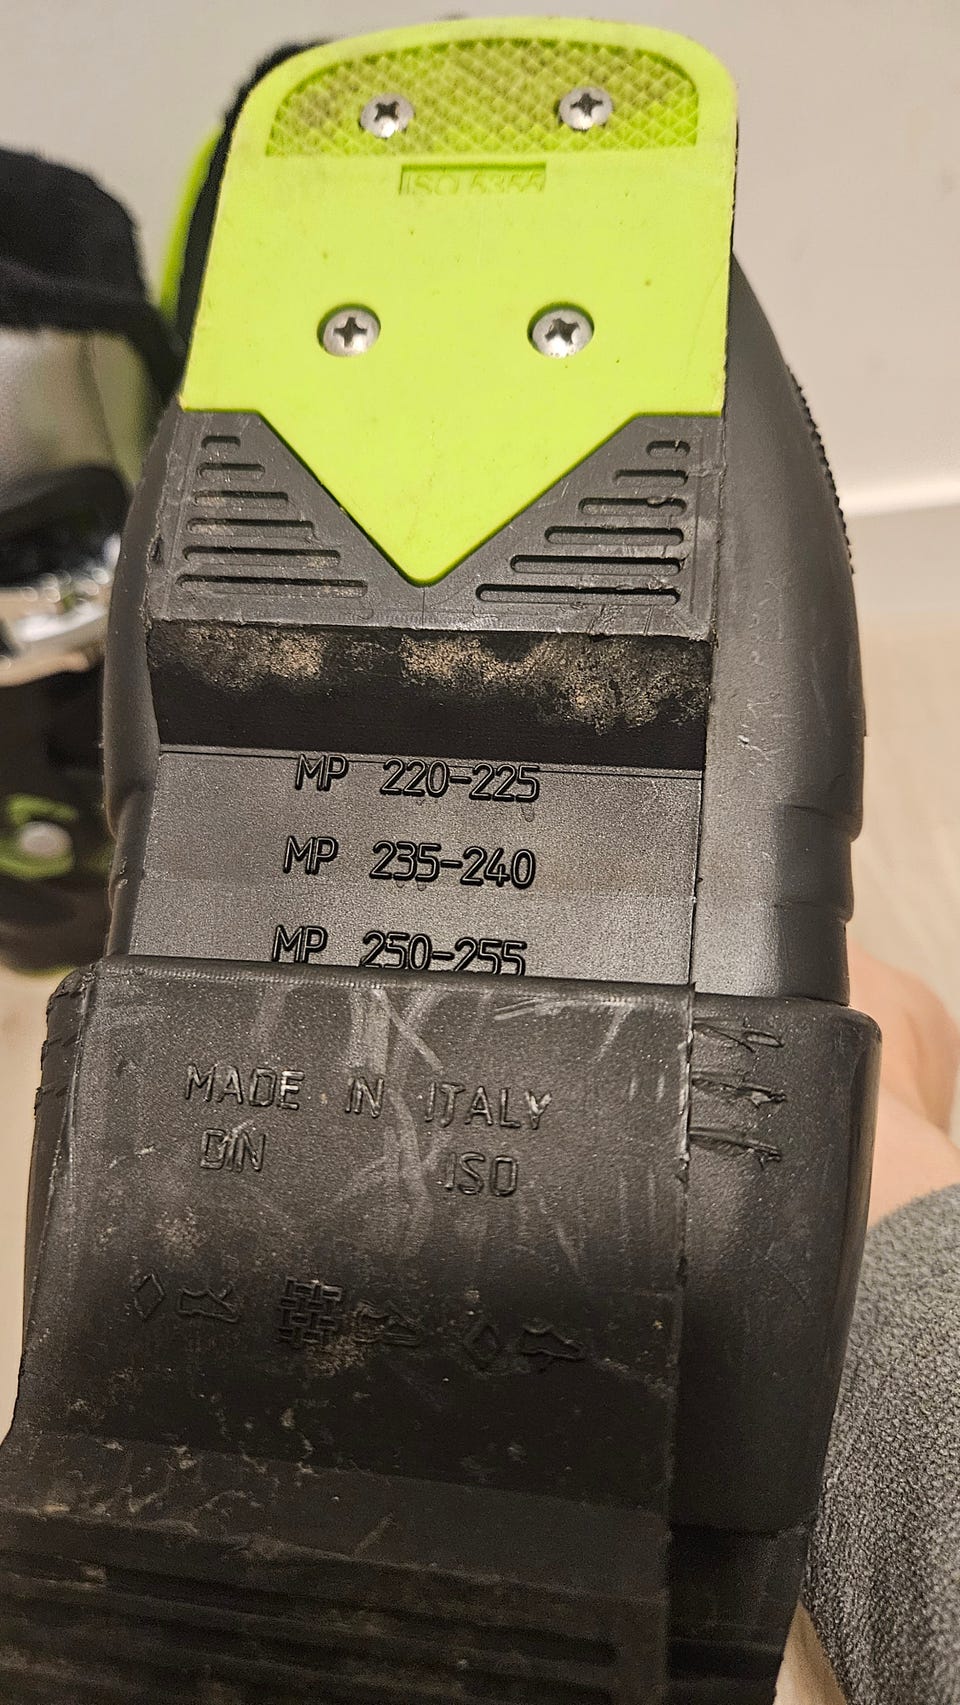 ISO 5355
MP 220-225
MP 235-240
MP 250-255
MADE IN ITALY
DIN ISO